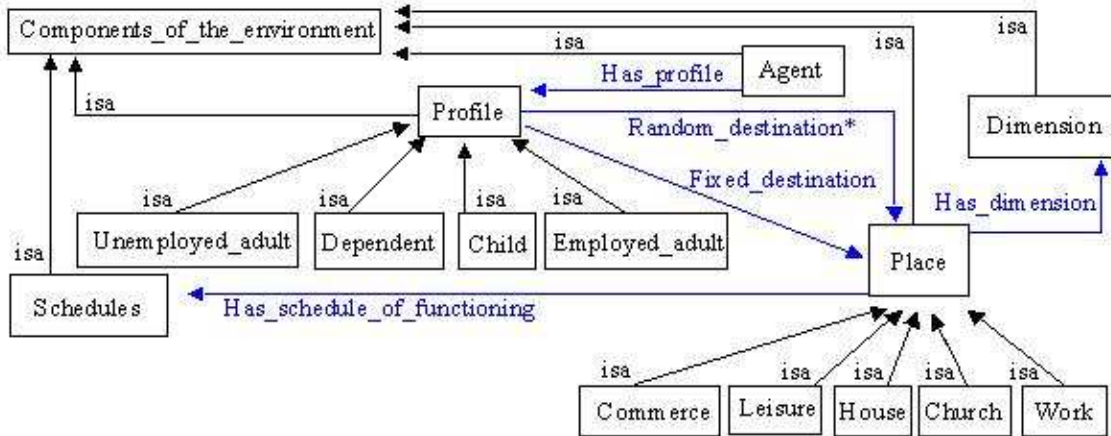 Components_of_the_environment
isa
isa
isa
Has_profile
Agent
isa
Profile
Random_destination*
Dimension
Fixed_destination
Has_dimension
isa
isa
isa
isa
Unemployed_adult
Dependent
Child
Employed_adult
isa
Place
Schedules
Has_schedule_of_functioning
isa
isa
isa
isa
isa
Commerce
Leisure
House
Church
Work